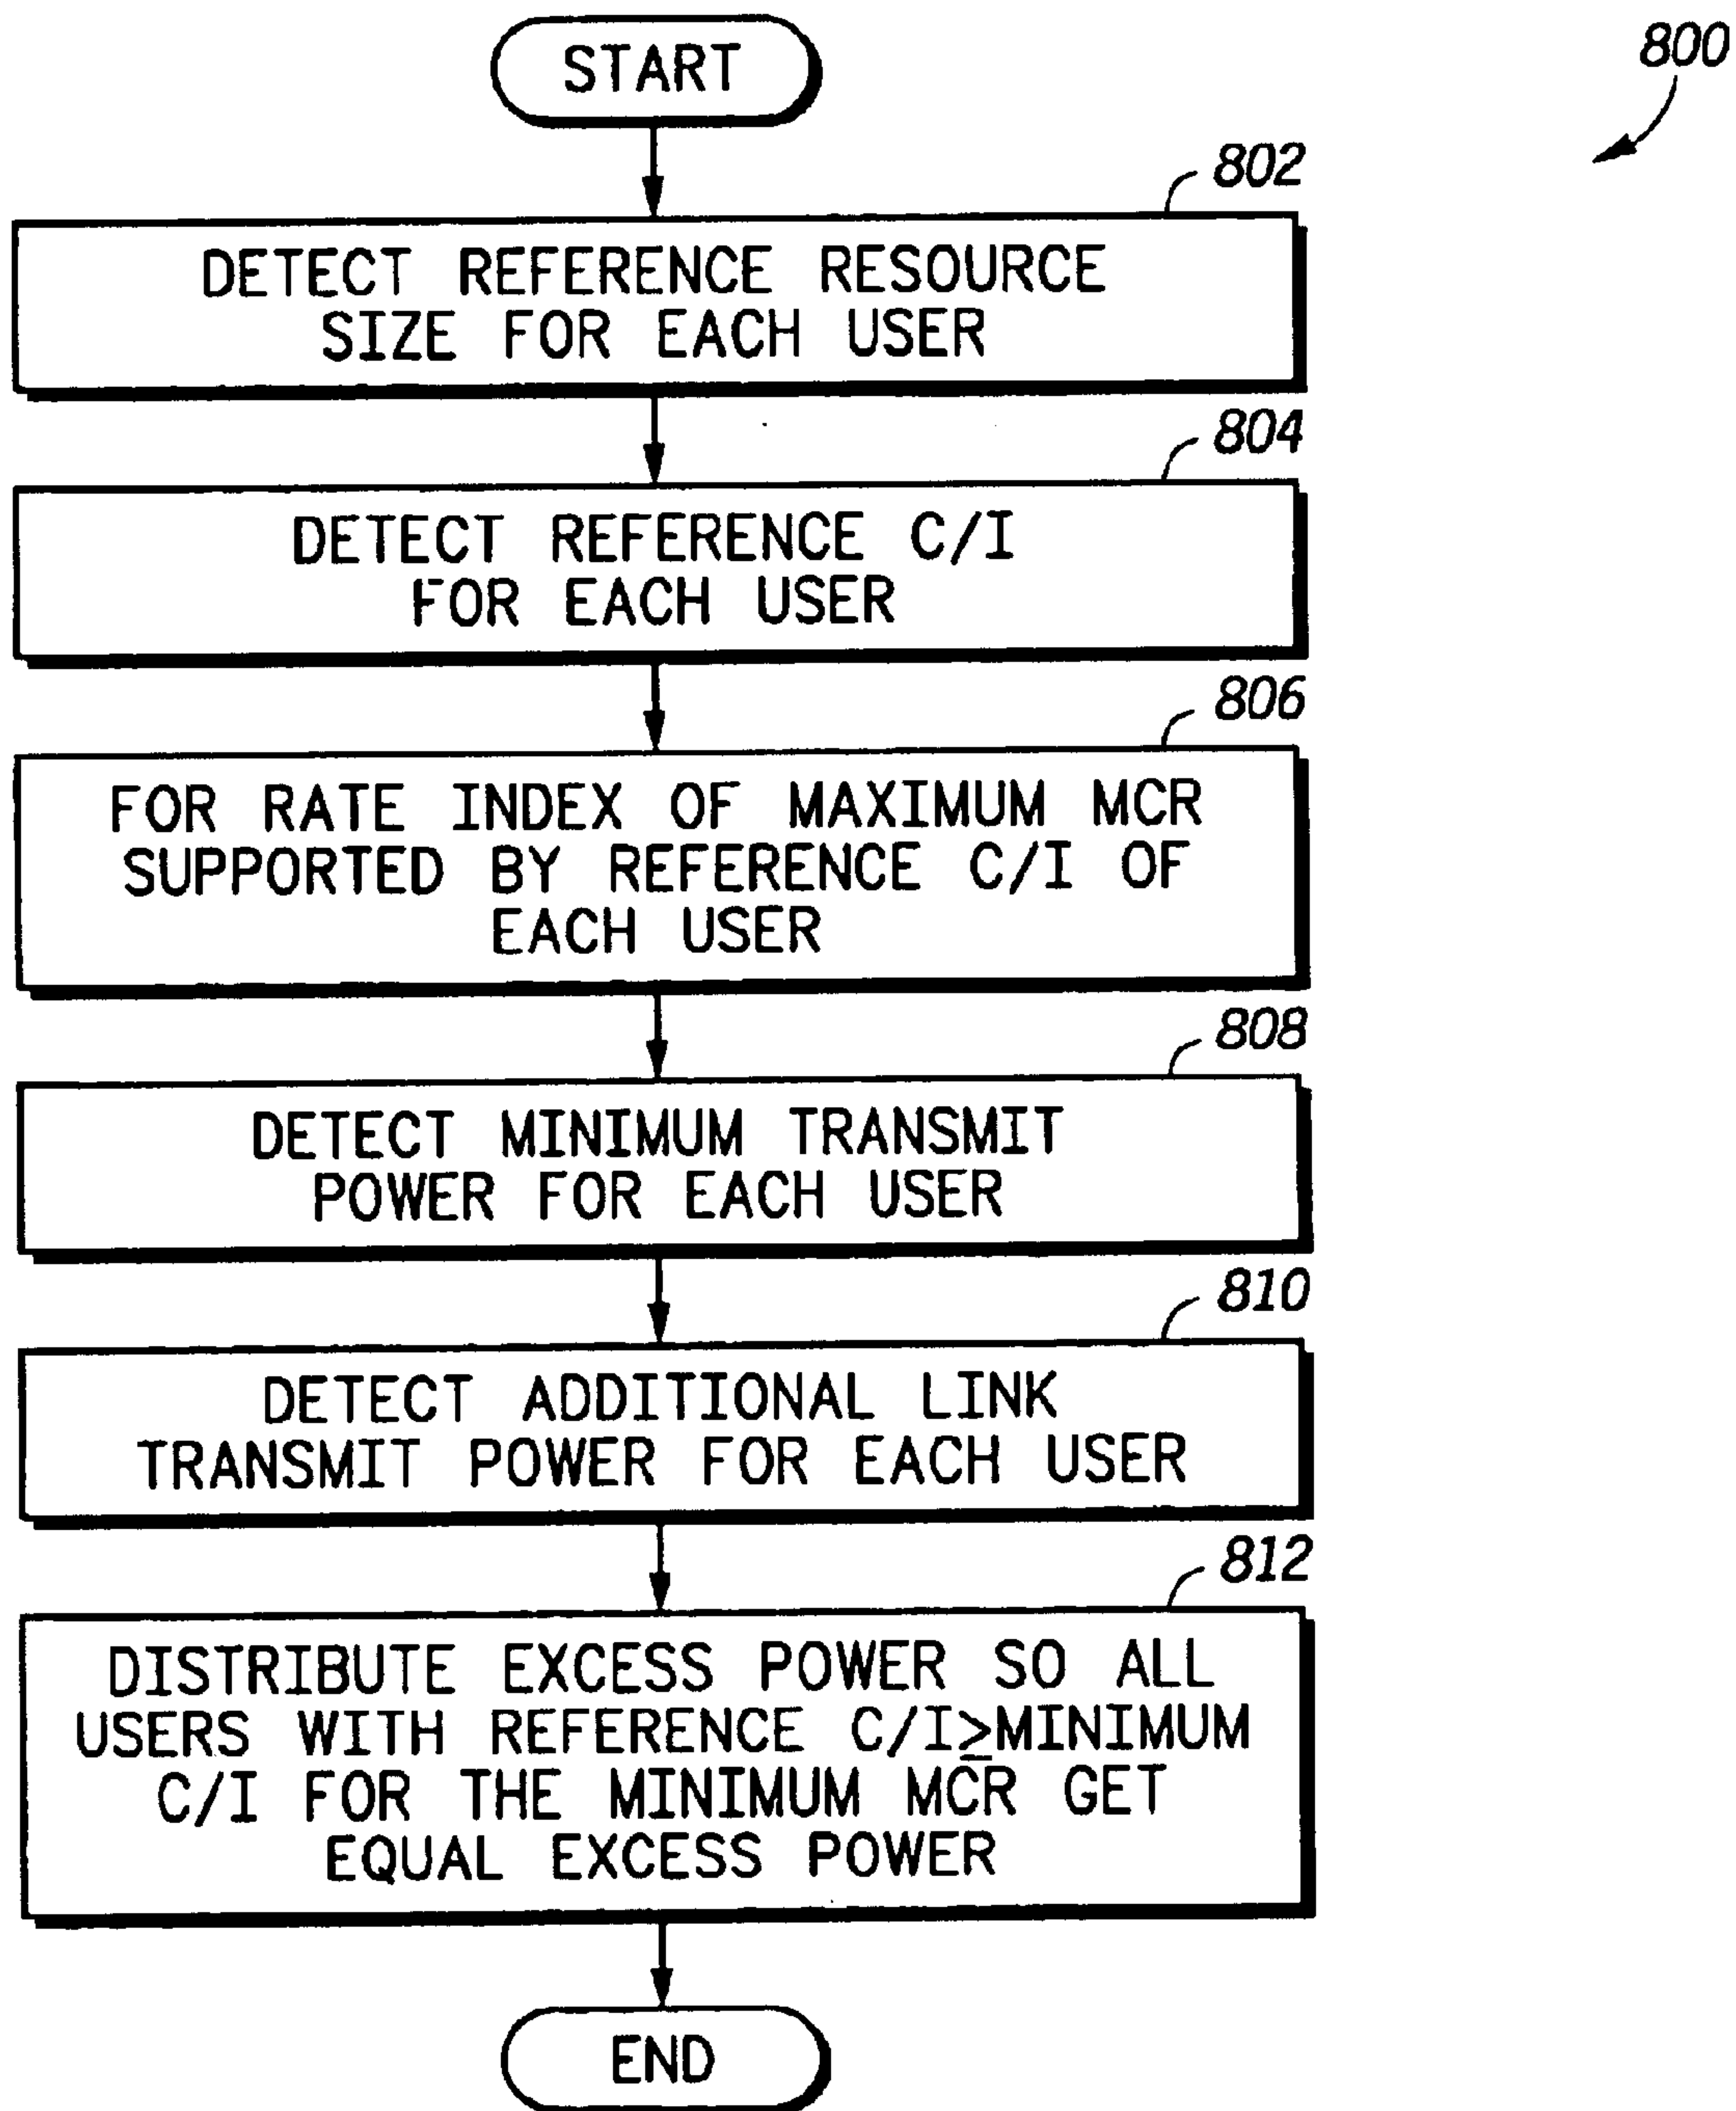 START
800
802
DETECT REFERENCE RESOURCE
SIZE FOR EACH USER
804
DETECT REFERENCE C/I
FOR EACH USER
806
FOR RATE INDEX OF MAXIMUM MCR
SUPPORTED BY REFERENCE C/I OF
EACH USER
808
DETECT MINIMUM TRANSMIT
POWER FOR EACH USER
810
DETECT ADDITIONAL LINK
TRANSMIT POWER FOR EACH USER
812
DISTRIBUTE EXCESS POWER SO ALL
USERS WITH REFERENCE C/I≥MINIMUM
C/I FOR THE MINIMUM MCR GET
EQUAL EXCESS POWER
END